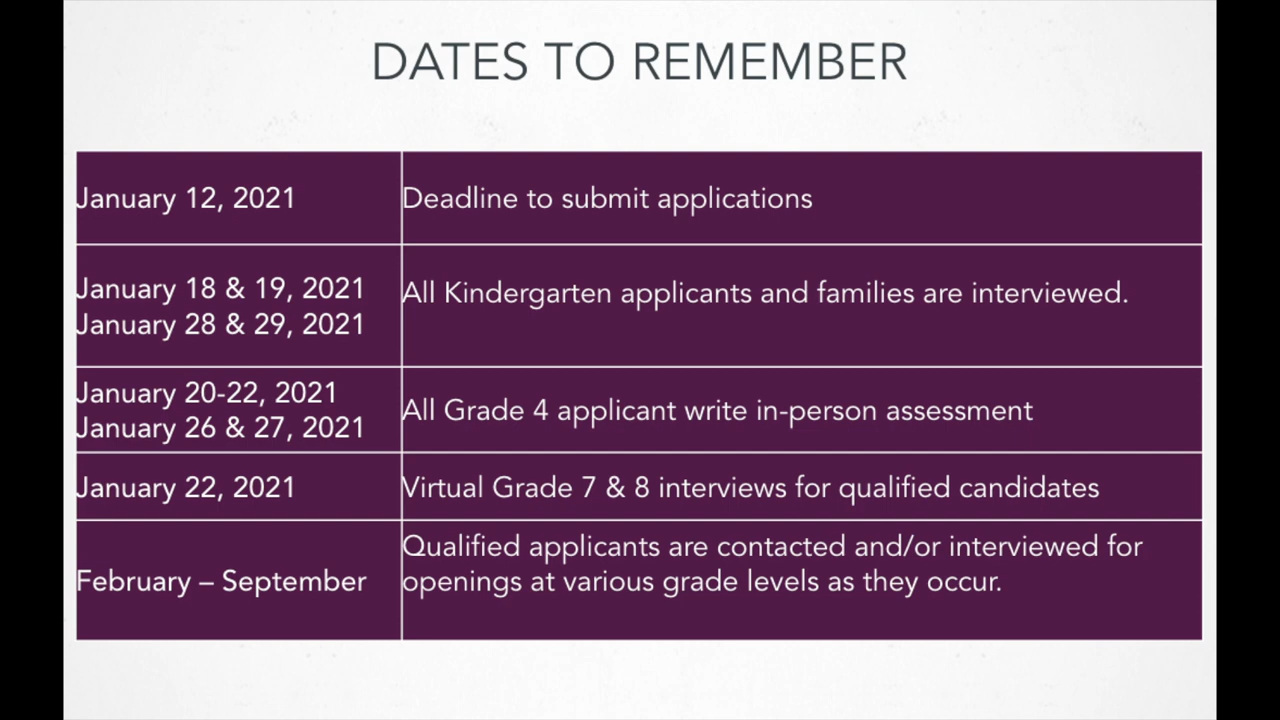 DATES TO REMEMBER
January 12, 2021
Deadline to submit applications
January 18 & 19, 2021
January 28 & 29, 2021
All Kindergarten applicants and families are interviewed.
January 20-22, 2021
January 26 & 27, 2021
All Grade 4 applicant write in-person assessment
January 22, 2021
Virtual Grade 7 & 8 interviews for qualified candidates
February – September
Qualified applicants are contacted and/or interviewed for
openings at various grade levels as they occur.